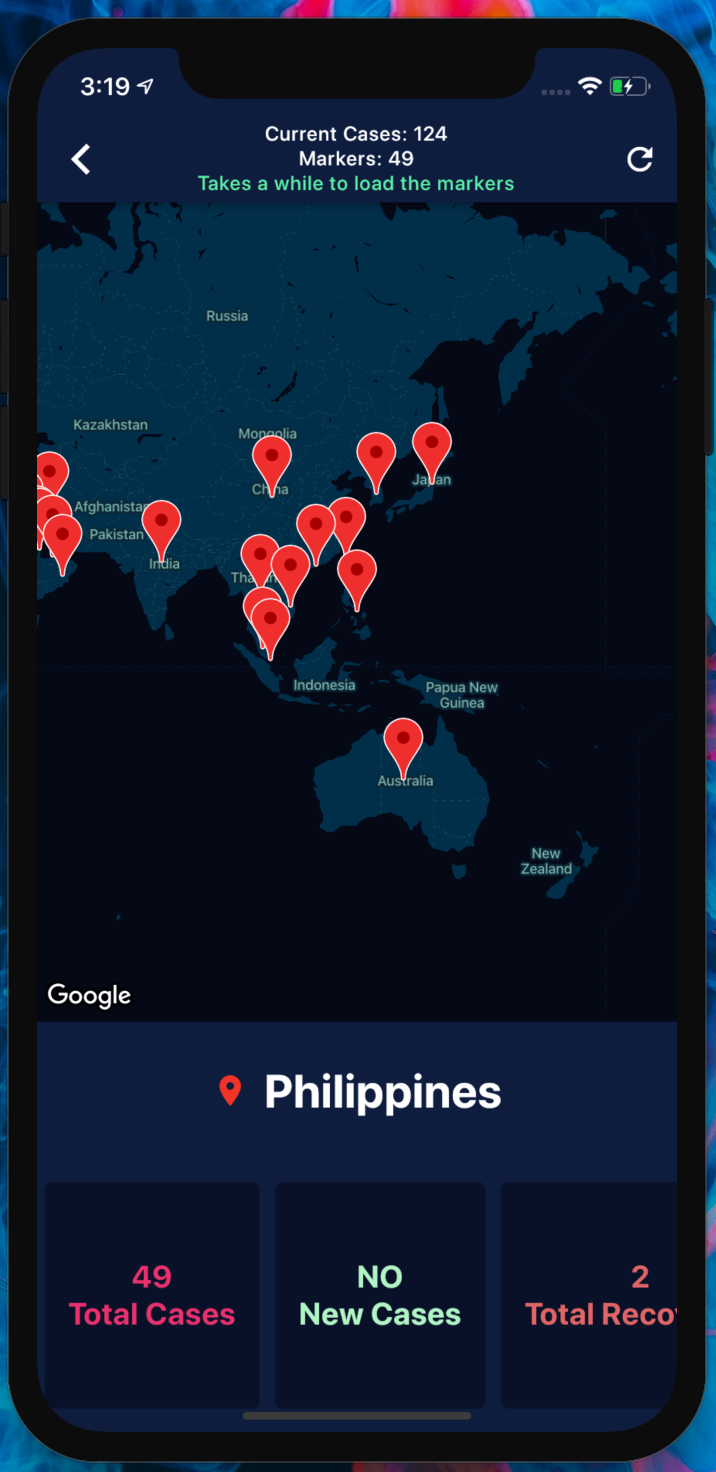 3:19
Current Cases: 124
Markers: 49
Takes a while to load the markers
Russia
Kazakhstan
Mongolia
China
Japan
Afghanistan
Pakistan
India
Indonesia
Papua New
Guinea
Australia
New
Zealand
Google
Philippines
49
Total Cases
NO
New Cases
2
Total Reco